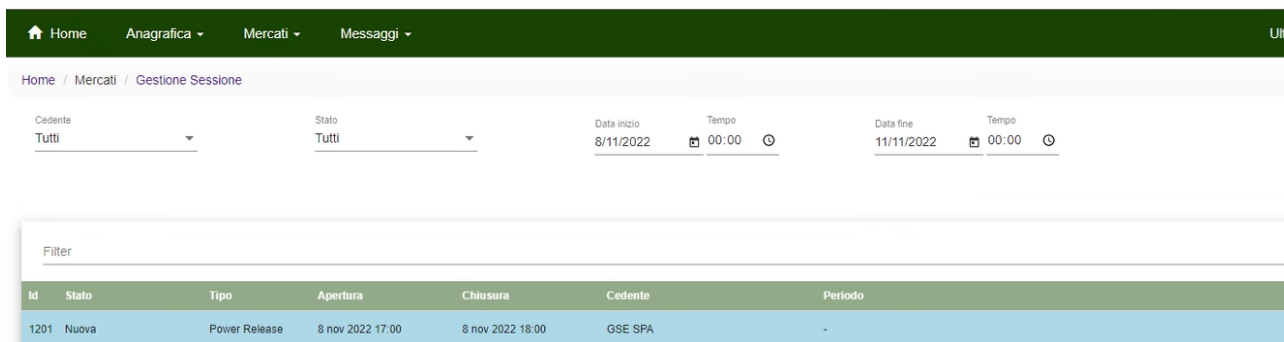 Home Anagrafica Mercati Messaggi
Home / Mercati / Gestione Sessione
Cedente Stato Data inizio Tempo Data fine Tempo
Tutti Tutti 8/11/2022 00:00 11/11/2022 00:00
Filter
Id Stato Tipo Apertura Chiusura Cedente Periodo
1201 Nuova Power Release 8 nov 2022 17:00 8 nov 2022 18:00 GSE SPA -